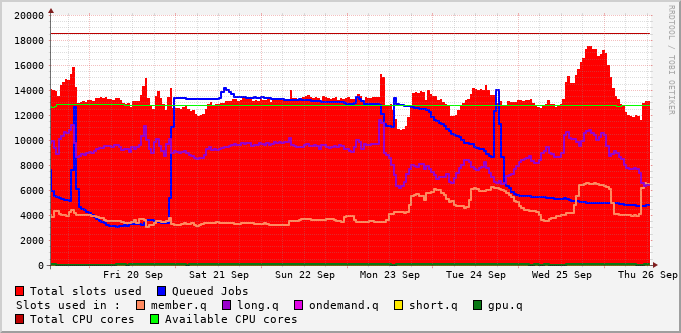 RRDTOOL / TOBI OETIKER
20000
18000
16000
14000
12000
10000
8000
6000
4000
2000
0
Fri 20 Sep Sat 21 Sep Sun 22 Sep Mon 23 Sep Tue 24 Sep Wed 25 Sep Thu 26 Sep
Total slots used Queued Jobs
Slots used in : member.q long.q ondemand.q short.q gpu.q
Total CPU cores Available CPU cores